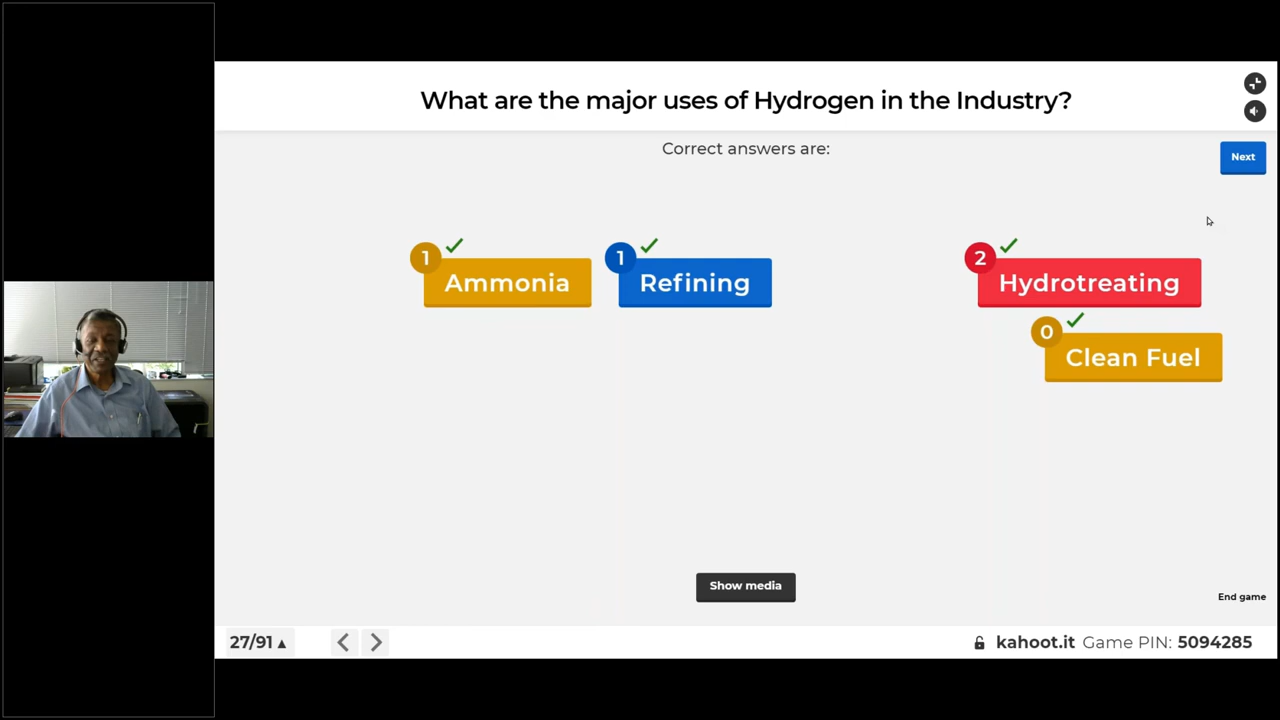 What are the major uses of Hydrogen in the Industry?
Correct answers are:
Next
1
Ammonia
1
Refining
2
Hydrotreating
0
Clean Fuel
Show media
End game
27/91 ▲
kahoot.it Game PIN: 5094285